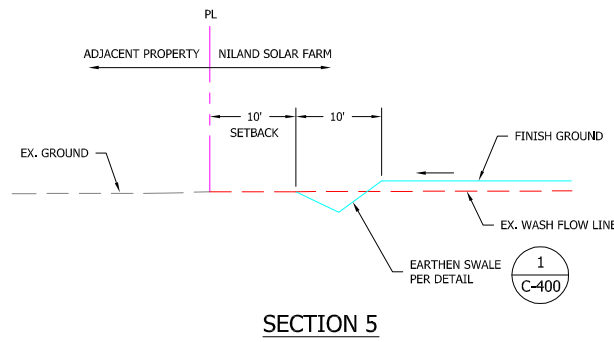 PL
ADJACENT PROPERTY
NILAND SOLAR FARM
10'
SETBACK
10'
FINISH GROUND
EX. GROUND
EX. WASH FLOW LINE
EARTHEN SWALE
PER DETAIL
1
C-400
SECTION 5